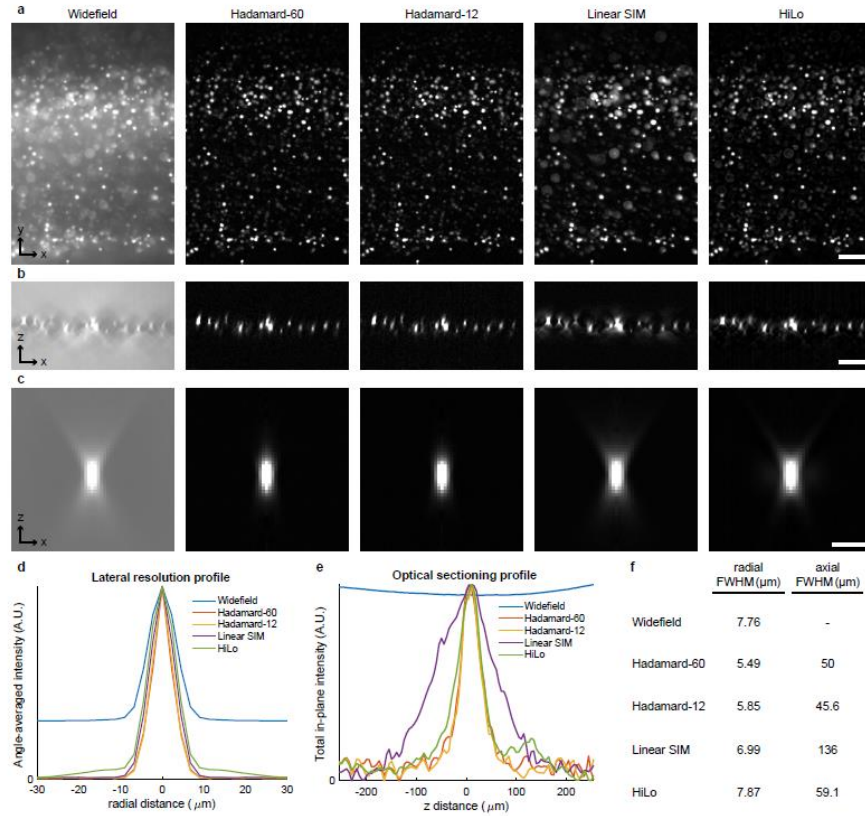 a
Widefield Hadamard-60 Hadamard-12 Linear SIM HiLo
y
x
b
z
x
c
z
x
d
Lateral resolution profile
Widefield
Hadamard-60
Hadamard-12
Linear SIM
HiLo
Angle-averaged intensity (A.U.)
0
-30 -20 -10 0 10 20 30
radial distance ( μm)
e
Optical sectioning profile
Widefield
Hadamard-60
Hadamard-12
Linear SIM
HiLo
Total in-plane intensity (A.U.)
0
-200 -100 0 100 200
z distance ( μm)
f
radial axial
FWHM (μm) FWHM (μm)
Widefield 7.76 -
Hadamard-60 5.49 50
Hadamard-12 5.85 45.6
Linear SIM 6.99 136
HiLo 7.87 59.1